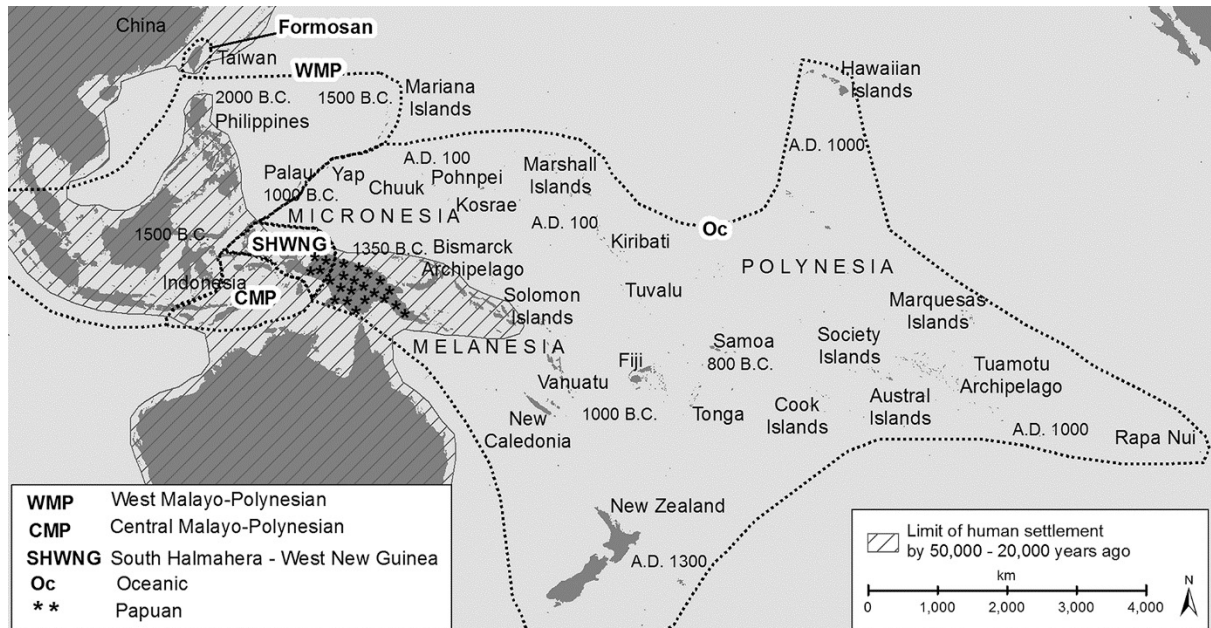 China
Formosan
Taiwan
WMP
Hawaiian
Islands
Mariana
Islands
2000 B.C.
1500 B.C.
Philippines
A.D. 1000
A.D. 100
Marshall
Islands
Palau
Yap
Pohnpei
1000 B.C.
Chuuk
Kosrae
MICRONESIA
A.D. 100
Oc
1500 B.C.
SHWNG
1350 B.C.
Bismarck
Archipelago
Kiribati
POLYNESIA
Indonesia
CMP
Solomon
Islands
Tuvalu
Marquesas
Islands
MELANESIA
Samoa
800 B.C.
Society
Islands
Fiji
Tuamotu
Archipelago
Vahuatu
1000 B.C.
Tonga
Cook
Islands
Austral
Islands
New
Caledonia
A.D. 1000
Rapa Nui
New Zealand
A.D. 1300
WMP West Malayo-Polynesian
CMP Central Malayo-Polynesian
SHWNG South Halmahera - West New Guinea
Oc Oceanic
** Papuan
Limit of human settlement
by 50,000 - 20,000 years ago
km
N
0 1,000 2,000 3,000 4,000